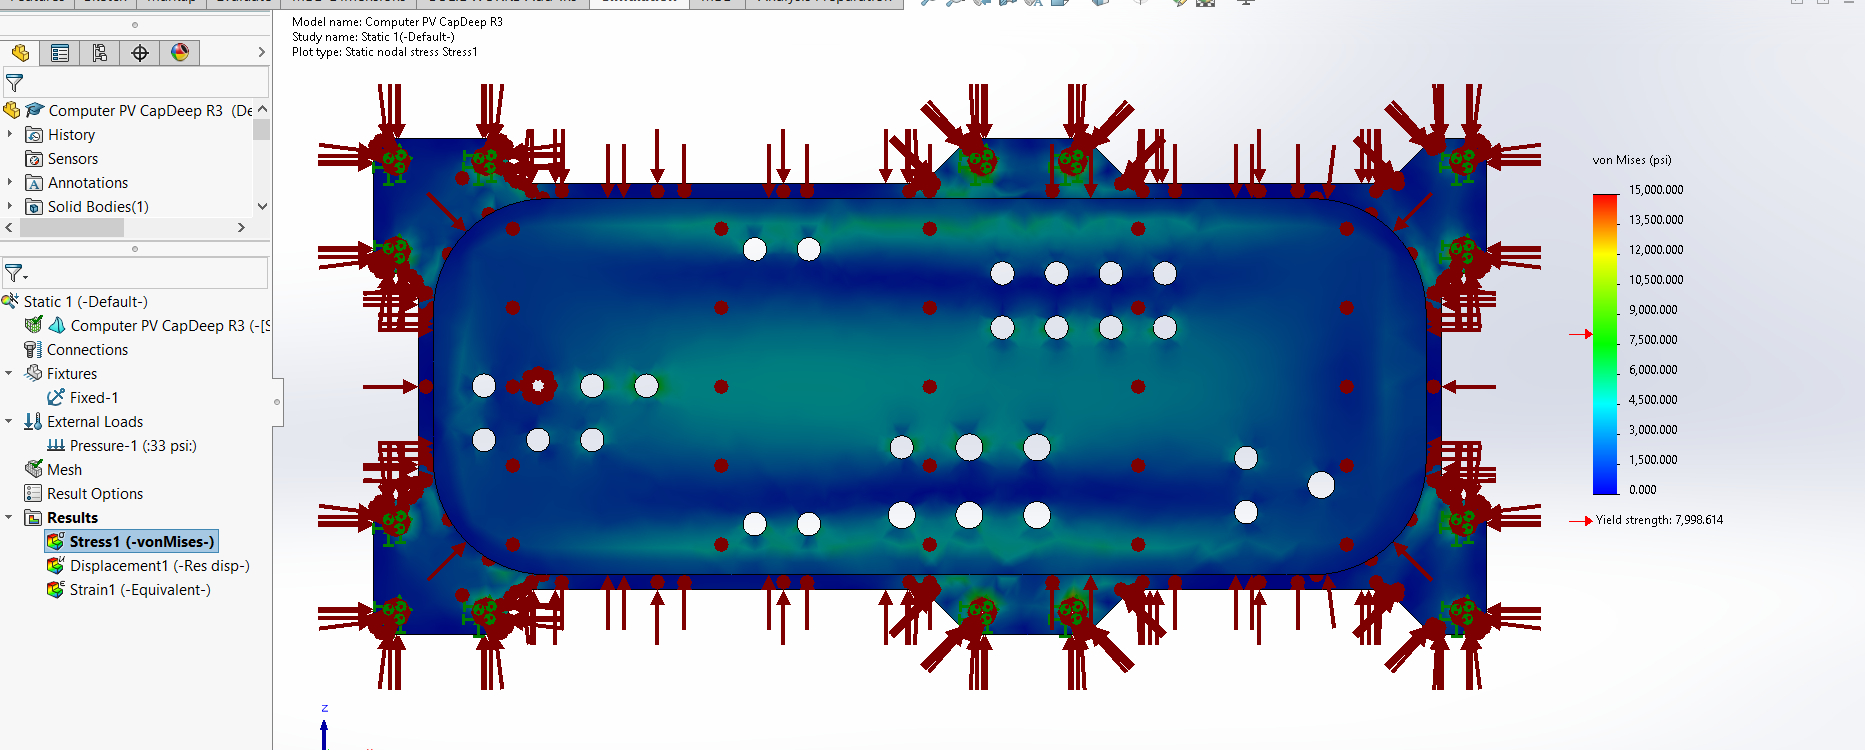 Model name: Computer PV CapDeep R3
Study name: Static 1(-Default-)
Plot type: Static nodal stress Stress1
Computer PV CapDeep R3 (De
History
Sensors
Annotations
Solid Bodies(1)
Static 1 (-Default-)
Computer PV CapDeep R3 (-[S
Connections
Fixtures
Fixed-1
External Loads
Pressure-1 (:33 psi:)
Mesh
Result Options
Results
Stress1 (-vonMises-)
Displacement1 (-Res disp-)
Strain1 (-Equivalent-)
von Mises (psi)
15,000.000
13,500.000
12,000.000
10,500.000
9,000.000
7,500.000
6,000.000
4,500.000
3,000.000
1,500.000
0.000
Yield strength: 7,998.614
z